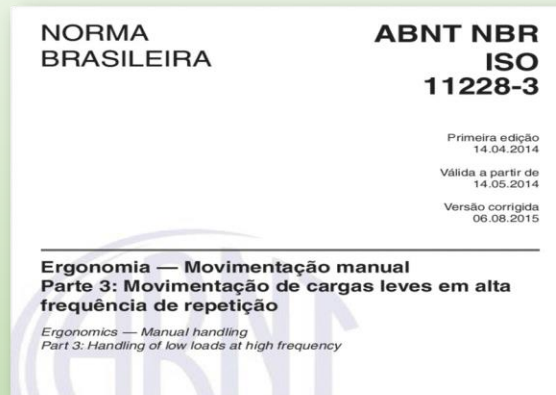 NORMA
BRASILEIRA
ABNT NBR
ISO
11228-3
Primeira edição
14.04.2014
Válida a partir de
14.05.2014
Versão corrigida
06.08.2015
Ergonomia — Movimentação manual
Parte 3: Movimentação de cargas leves em alta
frequência de repetição
Ergonomics — Manual handling
Part 3: Handling of low loads at high frequency
ABNT